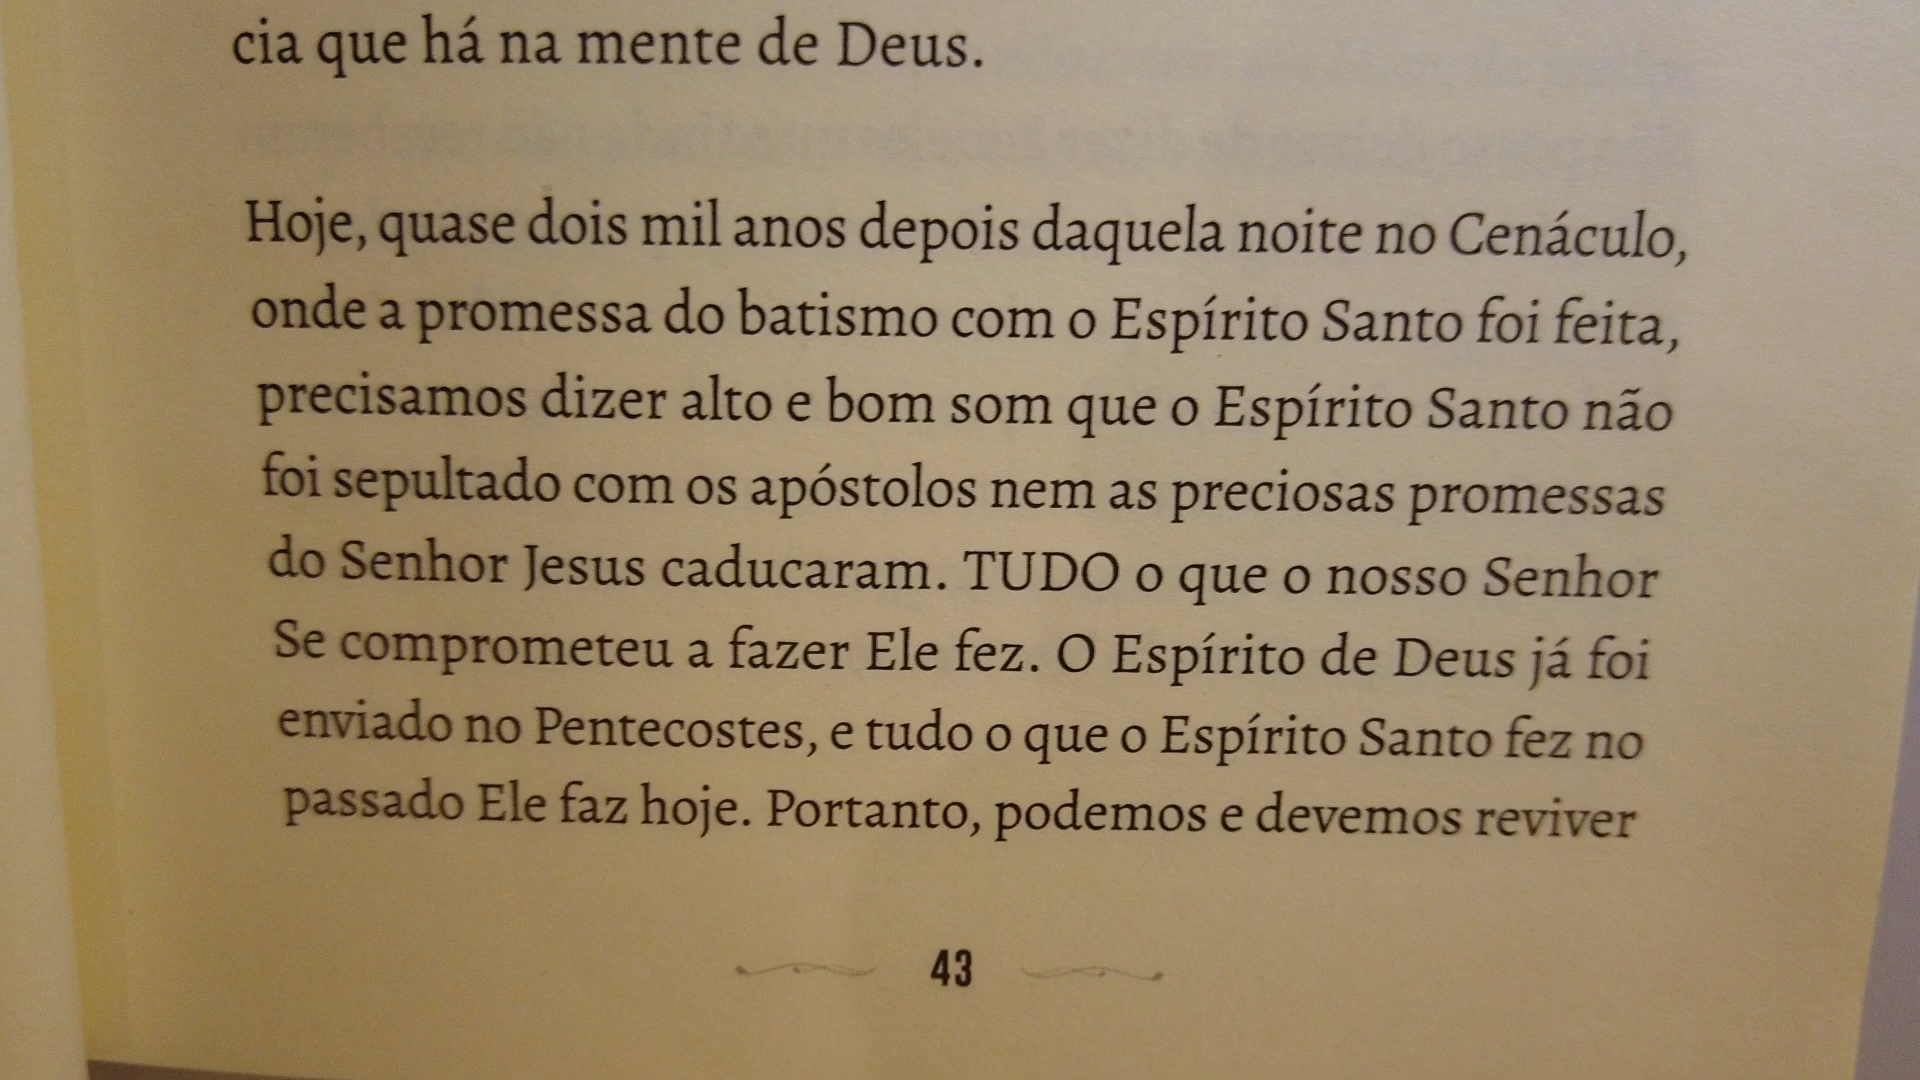 cia que há na mente de Deus.
Hoje, quase dois mil anos depois daquela noite no Cenáculo,
onde a promessa do batismo com o Espírito Santo foi feita,
precisamos dizer alto e bom som que o Espírito Santo não
foi sepultado com os apóstolos nem as preciosas promessas
do Senhor Jesus caducaram. TUDO o que o nosso Senhor
Se comprometeu a fazer Ele fez. O Espírito de Deus já foi
enviado no Pentecostes, e tudo o que o Espírito Santo fez no
passado Ele faz hoje. Portanto, podemos e devemos reviver
43